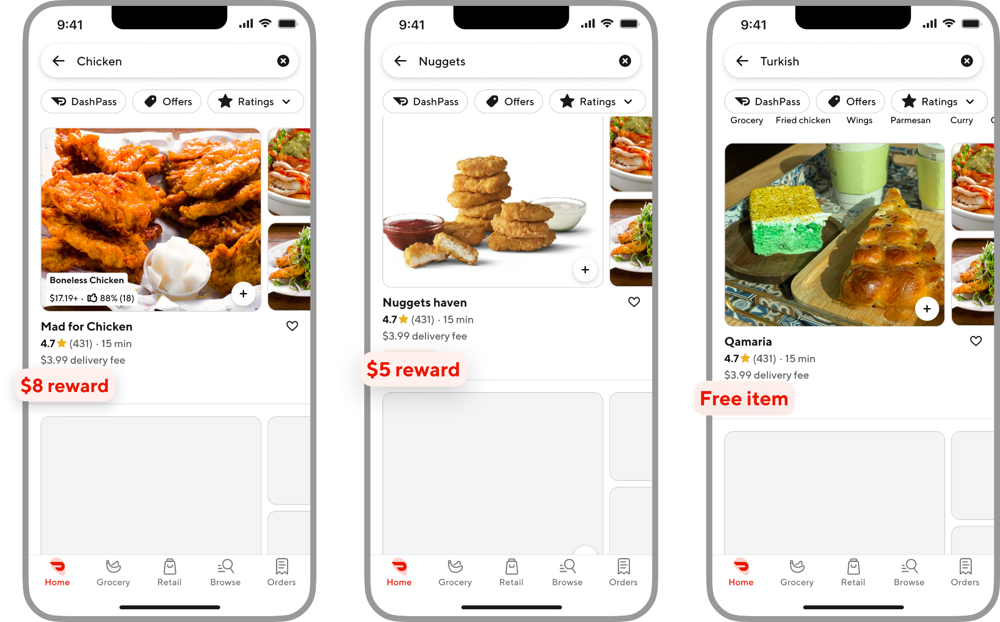 9:41
Chicken
DashPass
Offers
Ratings
Boneless Chicken
$17.19+ · 88% (18)
Mad for Chicken
4.7 (431) · 15 min
$3.99 delivery fee
$8 reward
Home
Grocery
Retail
Browse
Orders
9:41
Nuggets
DashPass
Offers
Ratings
Nuggets haven
4.7 (431) · 15 min
$3.99 delivery fee
$5 reward
Home
Grocery
Retail
Browse
Orders
9:41
Turkish
DashPass
Offers
Ratings
Grocery
Fried chicken
Wings
Parmesan
Curry
Qamaria
4.7 (431) · 15 min
$3.99 delivery fee
Free item
Home
Grocery
Retail
Browse
Orders